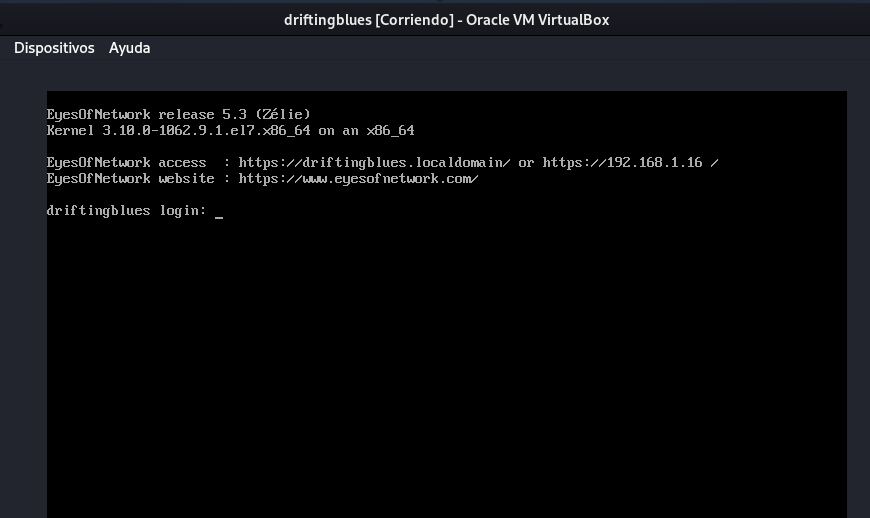 driftingblues [Corriendo] - Oracle VM VirtualBox
Dispositivos Ayuda
EyesOfNetwork release 5.3 (Zélie)
Kernel 3.10.0-1062.9.1.el7.x86_64 on an x86_64
EyesOfNetwork access : https://driftingblues.localdomain/ or https://192.168.1.16 /
EyesOfNetwork website : https://www.eyesofnetwork.com/
driftingblues login: _